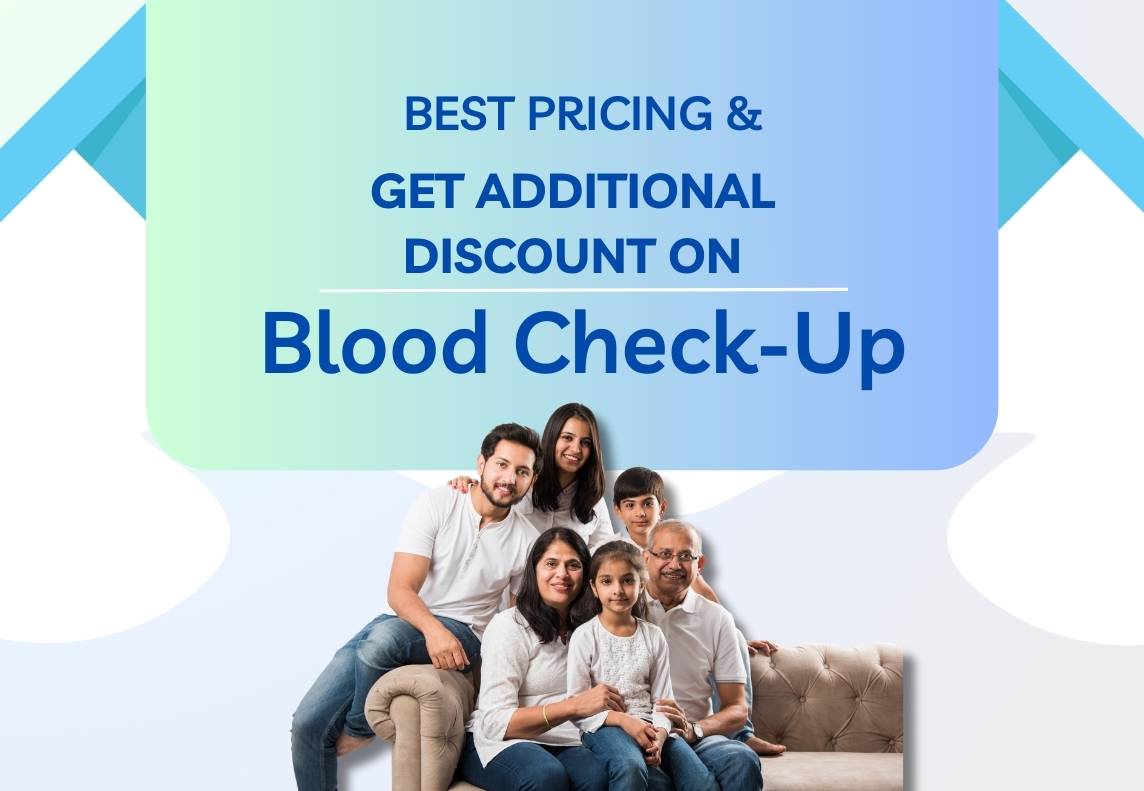 BEST PRICING &
GET ADDITIONAL
DISCOUNT ON
Blood Check-Up